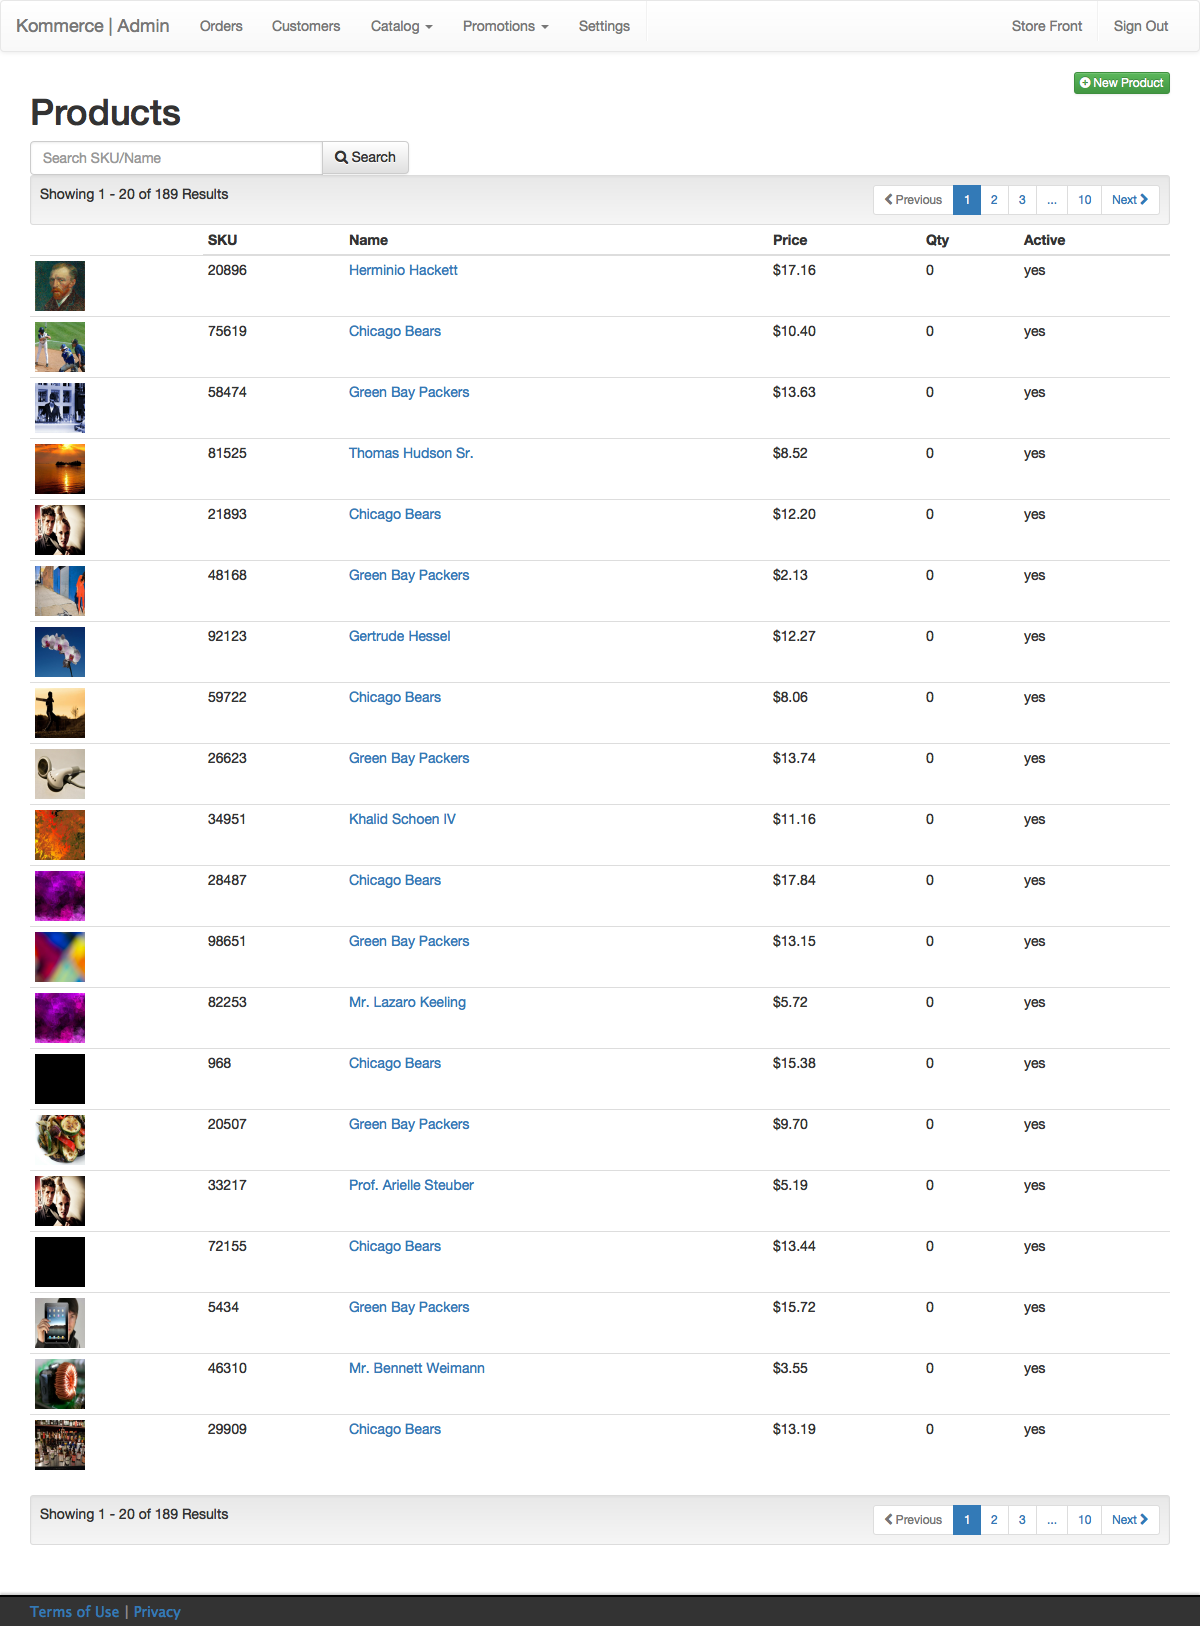 Kommerce | Admin Orders Customers Catalog Promotions Settings Store Front Sign Out
New Product
Products
Search SKU/Name Search
Showing 1 - 20 of 189 Results Previous 1 2 3 ... 10 Next
SKU Name Price Qty Active
20896 Herminio Hackett $17.16 0 yes
75619 Chicago Bears $10.40 0 yes
58474 Green Bay Packers $13.63 0 yes
81525 Thomas Hudson Sr. $8.52 0 yes
21893 Chicago Bears $12.20 0 yes
48168 Green Bay Packers $2.13 0 yes
92123 Gertrude Hessel $12.27 0 yes
59722 Chicago Bears $8.06 0 yes
26623 Green Bay Packers $13.74 0 yes
34951 Khalid Schoen IV $11.16 0 yes
28487 Chicago Bears $17.84 0 yes
98651 Green Bay Packers $13.15 0 yes
82253 Mr. Lazaro Keeling $5.72 0 yes
968 Chicago Bears $15.38 0 yes
20507 Green Bay Packers $9.70 0 yes
33217 Prof. Arielle Steuber $5.19 0 yes
72155 Chicago Bears $13.44 0 yes
5434 Green Bay Packers $15.72 0 yes
46310 Mr. Bennett Weimann $3.55 0 yes
29909 Chicago Bears $13.19 0 yes
Showing 1 - 20 of 189 Results Previous 1 2 3 ... 10 Next
Terms of Use | Privacy